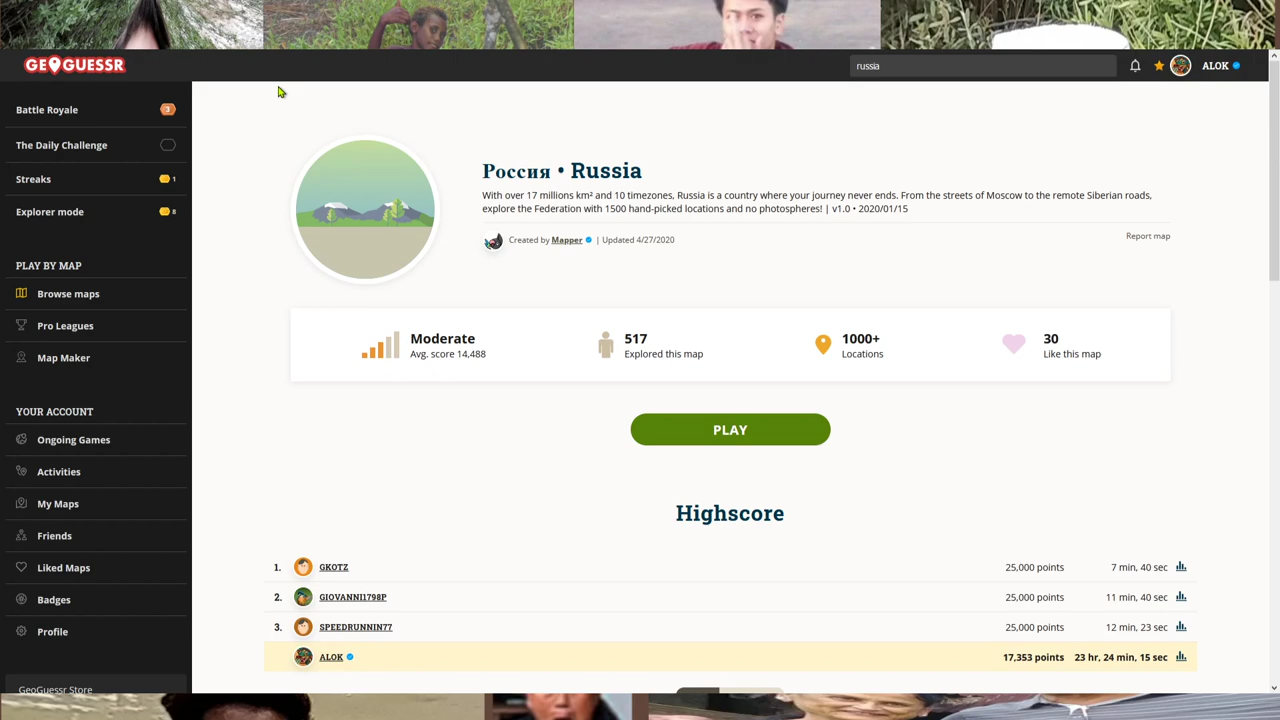 GEOGUESSR
russia
ALOK
Battle Royale
3
The Daily Challenge
Streaks
1
Explorer mode
8
PLAY BY MAP
Browse maps
Pro Leagues
Map Maker
YOUR ACCOUNT
Ongoing Games
Activities
My Maps
Friends
Liked Maps
Badges
Profile
GeoGuessr Store
Россия • Russia
With over 17 millions km² and 10 timezones, Russia is a country where your journey never ends. From the streets of Moscow to the remote Siberian roads,
explore the Federation with 1500 hand-picked locations and no photospheres! | v1.0 • 2020/01/15
Created by Mapper | Updated 4/27/2020
Report map
Moderate
Avg. score 14,488
517
Explored this map
1000+
Locations
30
Like this map
PLAY
Highscore
1. GKOTZ 25,000 points 7 min, 40 sec
2. GIOVANNI1798P 25,000 points 11 min, 40 sec
3. SPEEDRUNNIN77 25,000 points 12 min, 23 sec
ALOK 17,353 points 23 hr, 24 min, 15 sec